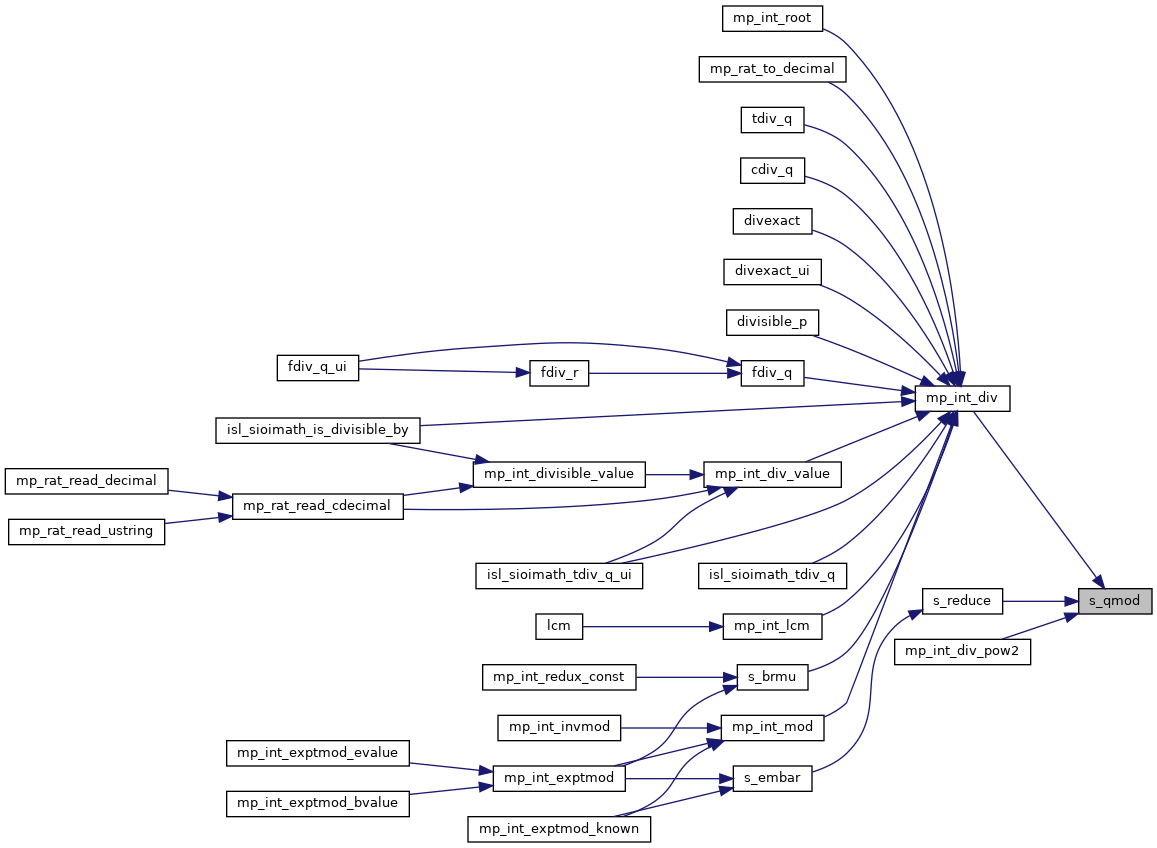 mp_int_root
mp_rat_to_decimal
tdiv_q
cdiv_q
divexact
divexact_ui
divisible_p
fdiv_q_ui
fdiv_r
fdiv_q
mp_int_div
isl_sioimath_is_divisible_by
mp_rat_read_decimal
mp_int_divisible_value
mp_int_div_value
mp_rat_read_cdecimal
mp_rat_read_ustring
isl_sioimath_tdiv_q_ui
isl_sioimath_tdiv_q
s_reduce
s_qmod
lcm
mp_int_lcm
mp_int_div_pow2
mp_int_redux_const
s_brmu
mp_int_invmod
mp_int_mod
mp_int_exptmod_evalue
mp_int_exptmod
s_embar
mp_int_exptmod_bvalue
mp_int_exptmod_known